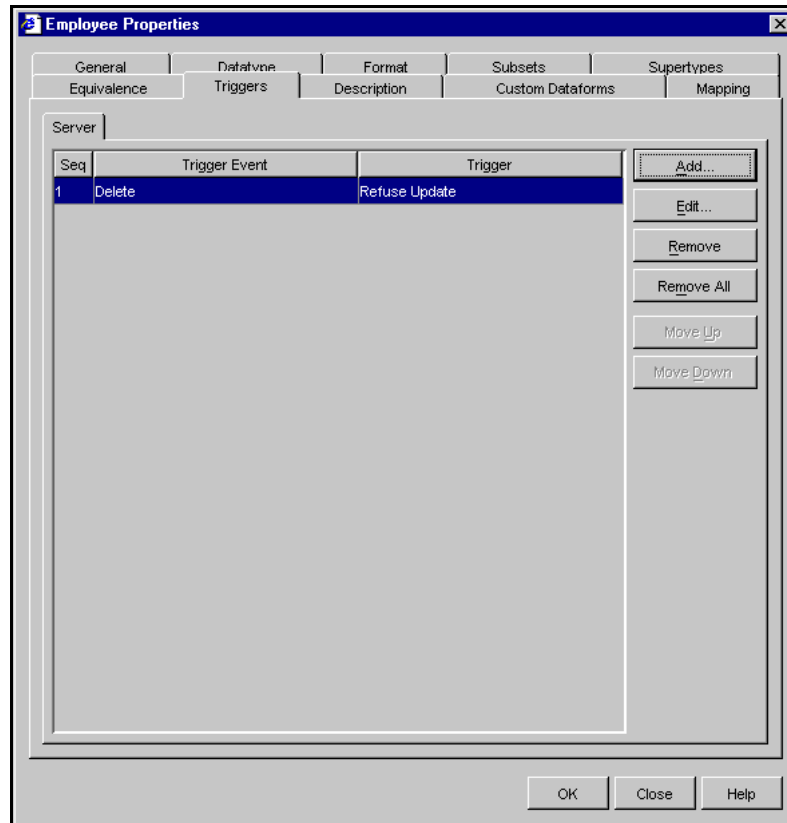 Employee Properties
General Datatype Format Subsets Supertypes
Equivalence Triggers Description Custom Dataforms Mapping
Server
Seq Trigger Event Trigger
1 Delete Refuse Update
Add...
Edit...
Remove
Remove All
Move Up
Move Down
OK Close Help